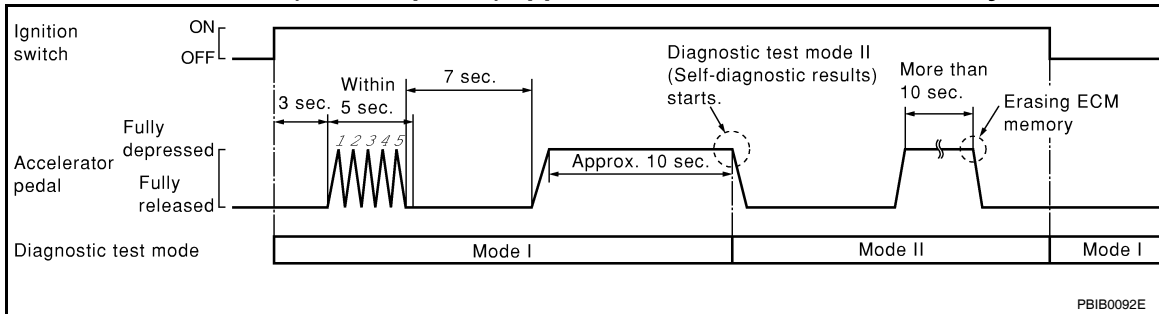 Ignition
switch
ON
OFF
3 sec.
Within
5 sec.
7 sec.
Diagnostic test mode II
(Self-diagnostic results)
starts.
More than
10 sec.
Erasing ECM
memory
Accelerator
pedal
Fully
depressed
Fully
released
1 2 3 4 5
Approx. 10 sec.
Diagnostic test mode
Mode I
Mode II
Mode I
PBIB0092E